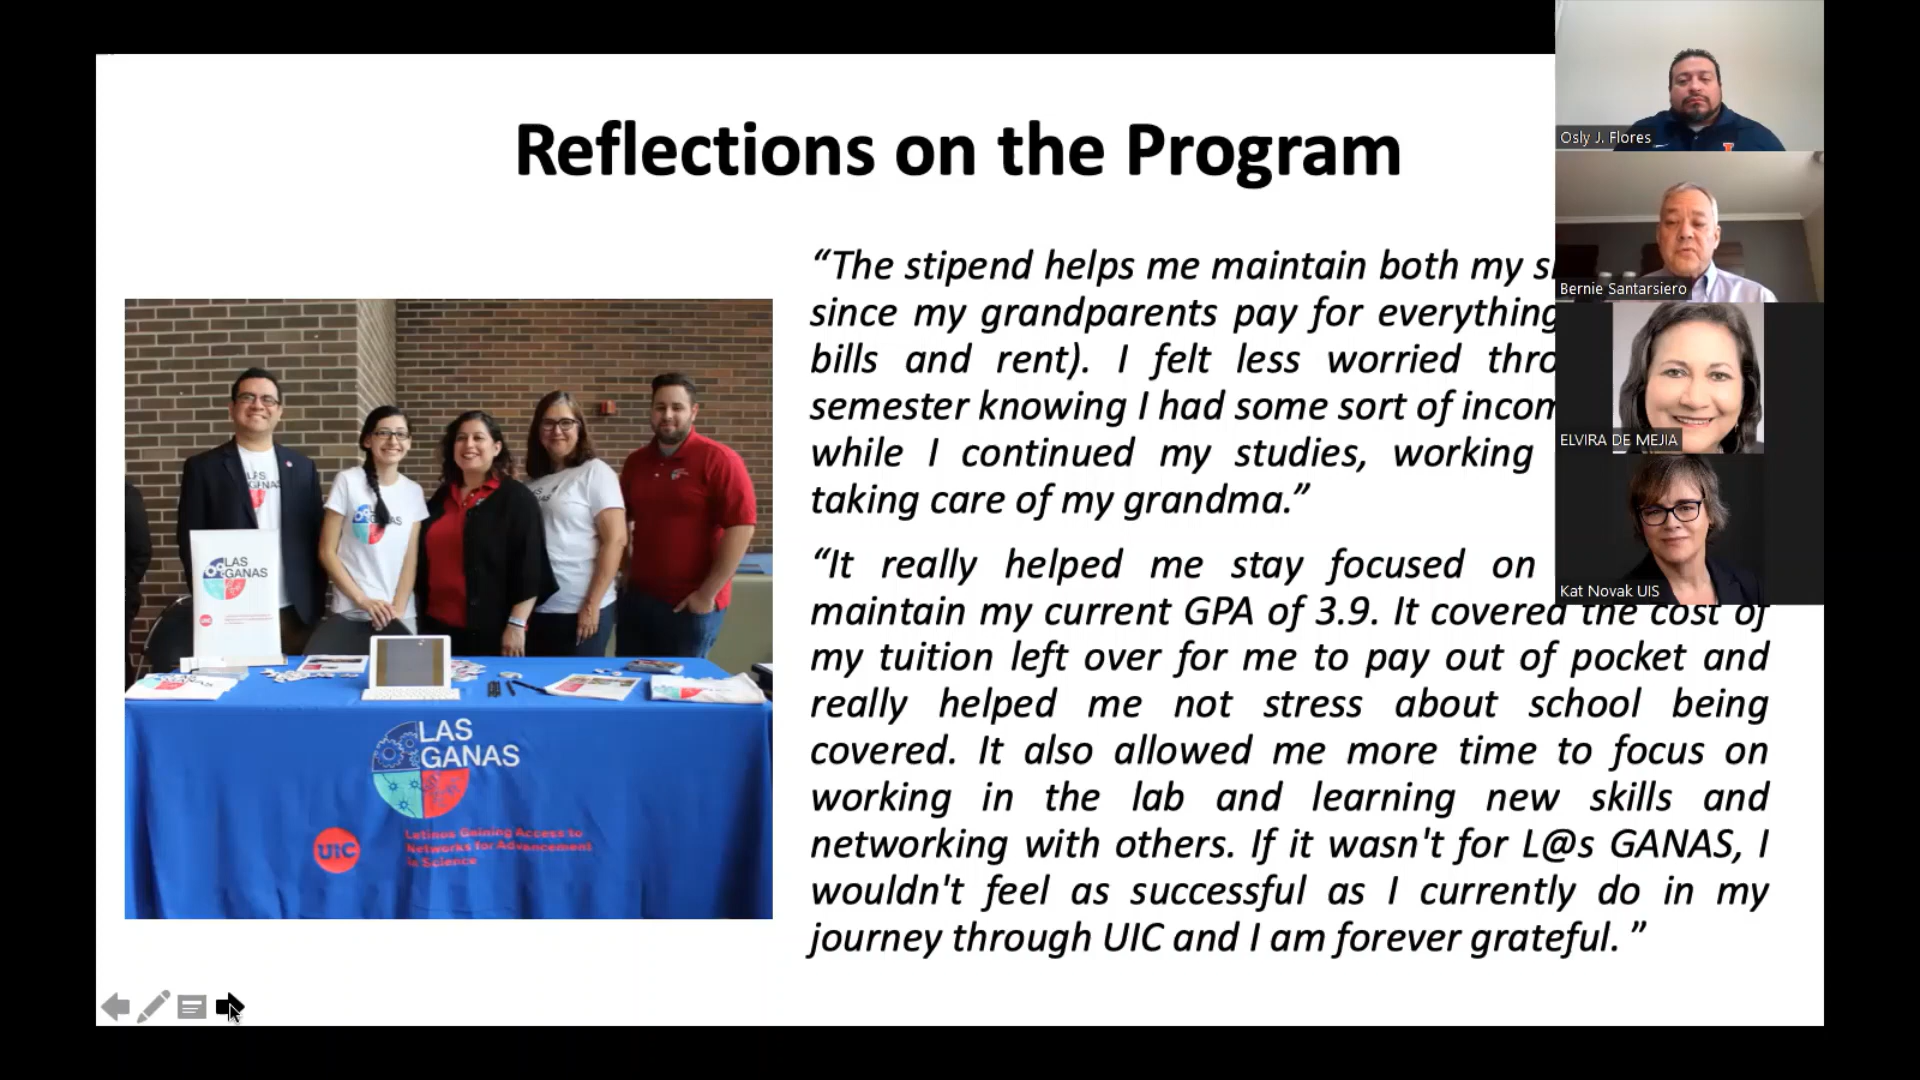 Reflections on the Program
“The stipend helps me maintain both my
since my grandparents pay for everything
bills and rent). I felt less worried
semester knowing I had some sort of
while I continued my studies, working
taking care of my grandma.”
“It really helped me stay focused on
maintain my current GPA of 3.9. It covered the cost of
my tuition left over for me to pay out of pocket and
really helped me not stress about school being
covered. It also allowed me more time to focus on
working in the lab and learning new skills and
networking with others. If it wasn't for L@s GANAS, I
wouldn't feel as successful as I currently do in my
journey through UIC and I am forever grateful. ”
LAS
GANAS
LAS
GANAS
UIC
Latinos Gaining Access to
Networks for Advancement
in Science
Osly J. Flores
Bernie Santarsiero
ELVIRA DE MEJIA
Kat Novak UIS